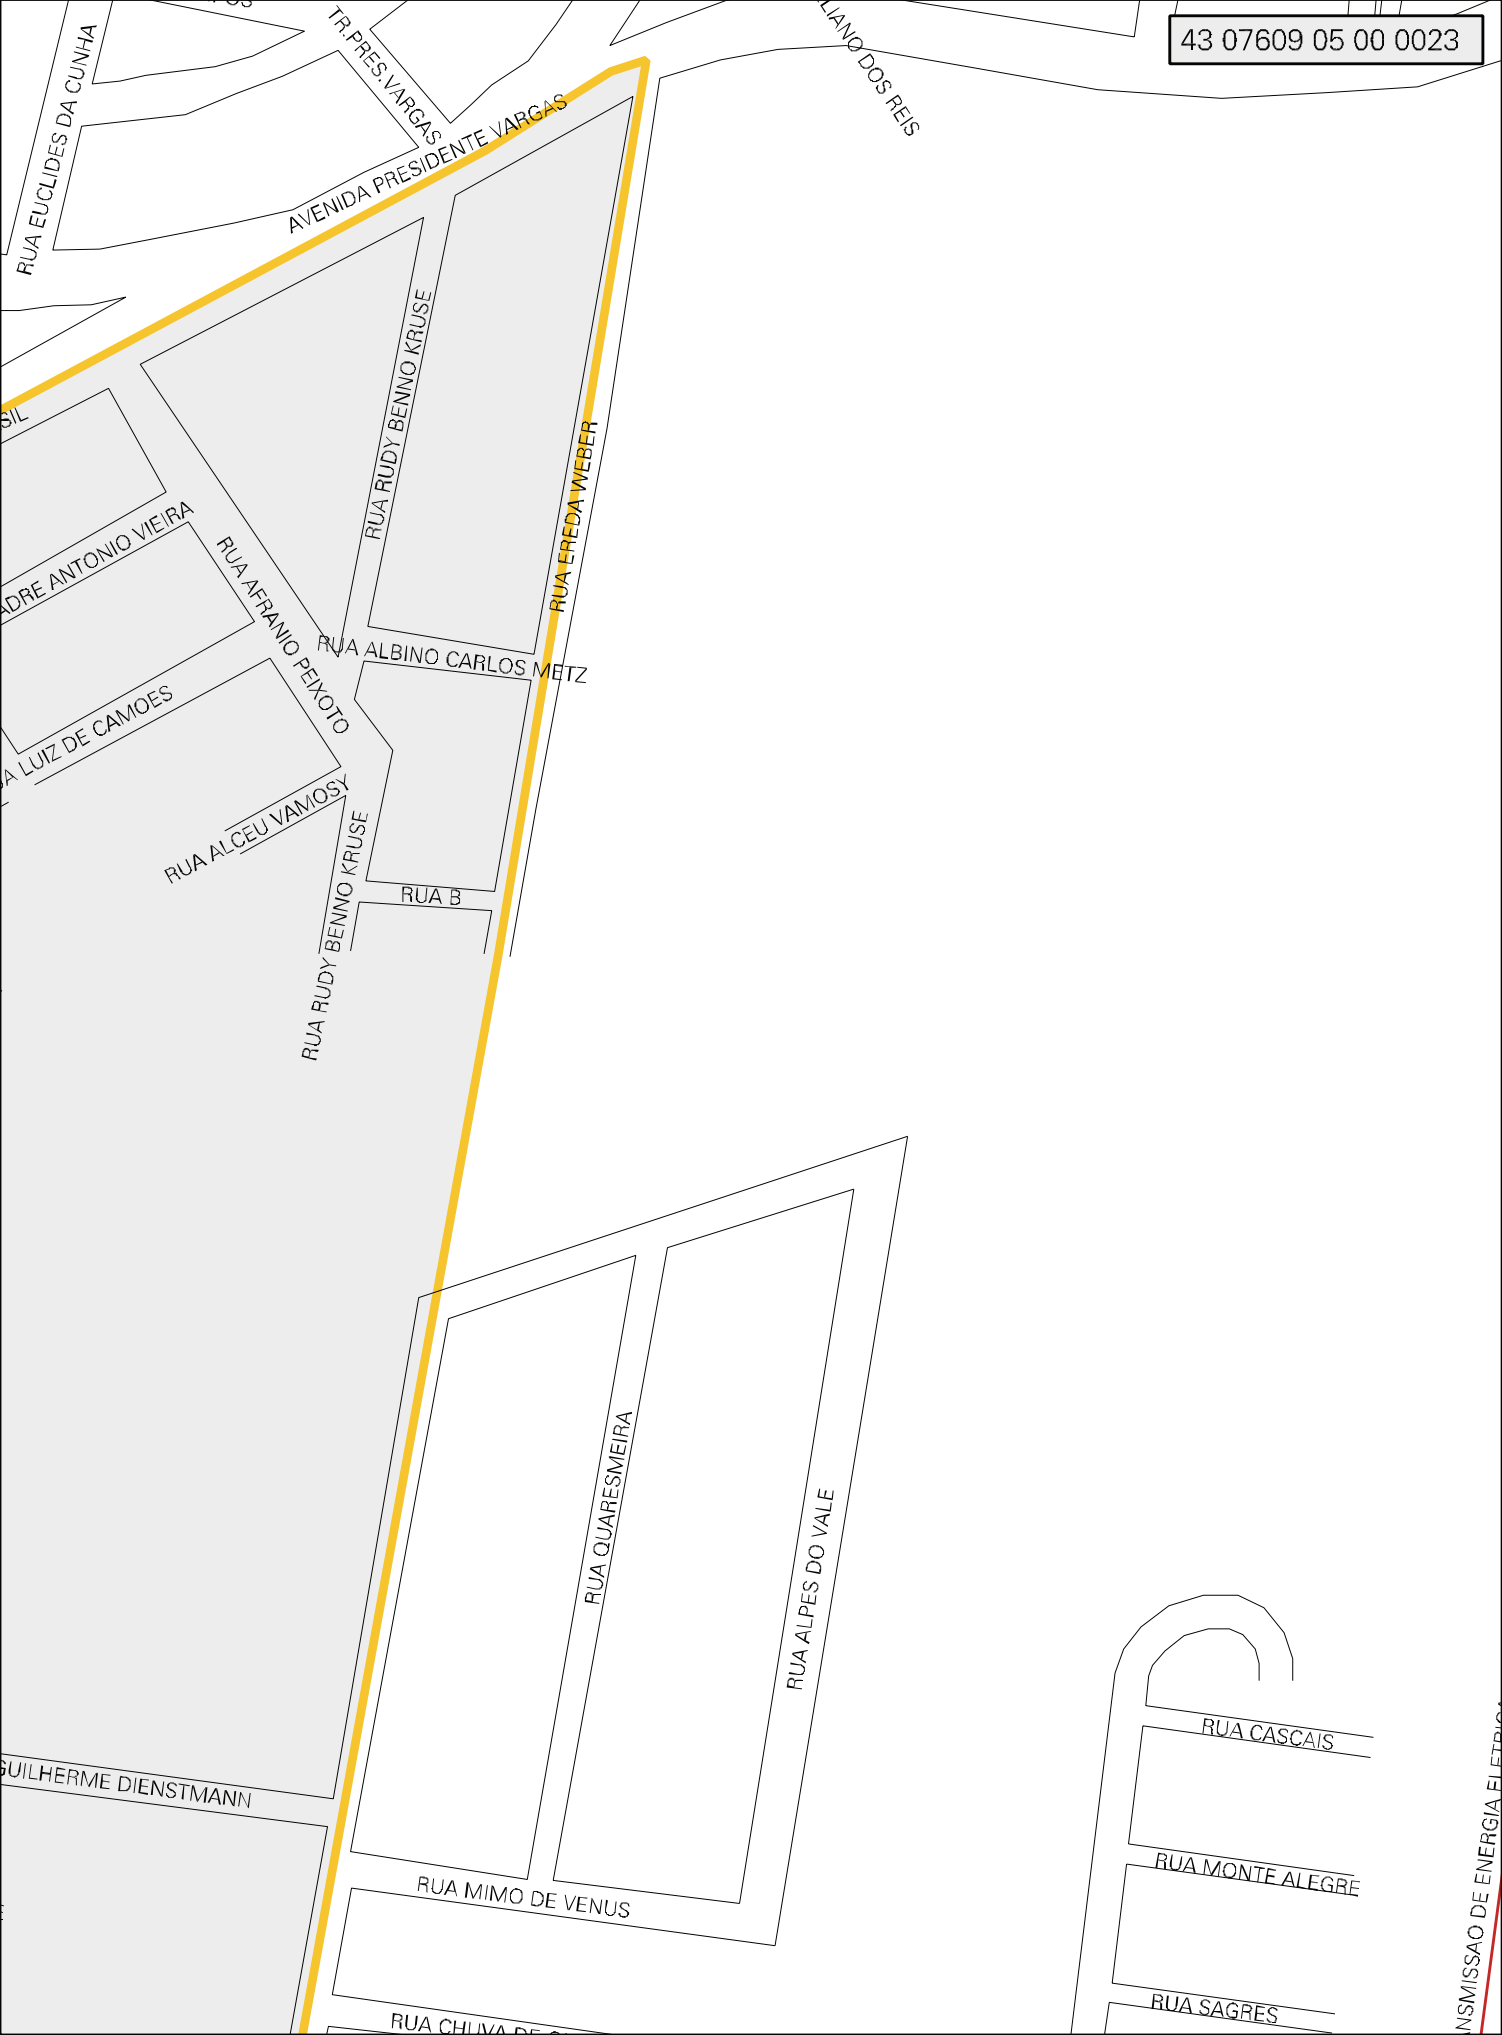 43 07609 05 00 0023
TR.PRES.VARGAS
LIANO DOS REIS
RUA EUCLIDES DA CUNHA
AVENIDA PRESIDENTE VARGAS
RUA RUDY BENNO KRUSE
SIL
RUA EREDA WEBER
ADRE ANTONIO VIEIRA
RUA AFRANIO PEIXOTO
RUA ALBINO CARLOS METZ
A LUIZ DE CAMOES
RUA ALCEU VAMOSY
RUA B
RUA RUDY BENNO KRUSE
RUA QUARESMEIRA
RUA ALPES DO VALE
RUA CASCAIS
GUILHERME DIENSTMANN
RUA MONTE ALEGRE
RUA MIMO DE VENUS
NSMISSAO DE ENERGIA ELETRICA
RUA SAGRES
RUA CHUVA DE